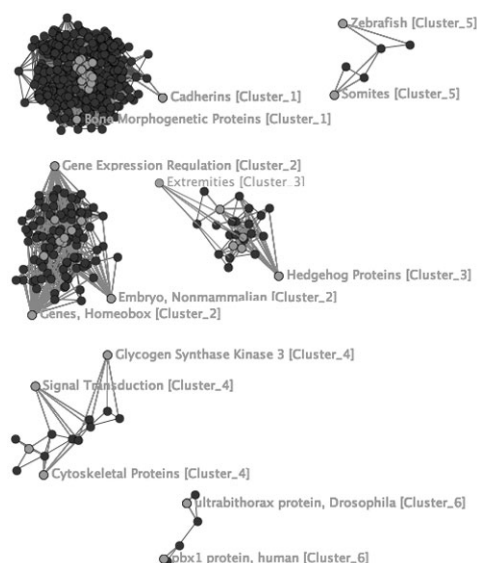 Zebrafish [Cluster_5]
Cadherins [Cluster_1]
Somites [Cluster_5]
Bone Morphogenetic Proteins [Cluster_1]
Gene Expression Regulation [Cluster_2]
Extremities [Cluster_3]
Hedgehog Proteins [Cluster_3]
Embryo, Nonmammalian [Cluster_2]
Genes, Homeobox [Cluster_2]
Glycogen Synthase Kinase 3 [Cluster_4]
Signal Transduction [Cluster_4]
Cytoskeletal Proteins [Cluster_4]
ultrabithorax protein, Drosophila [Cluster_6]
pbx1 protein, human [Cluster_6]